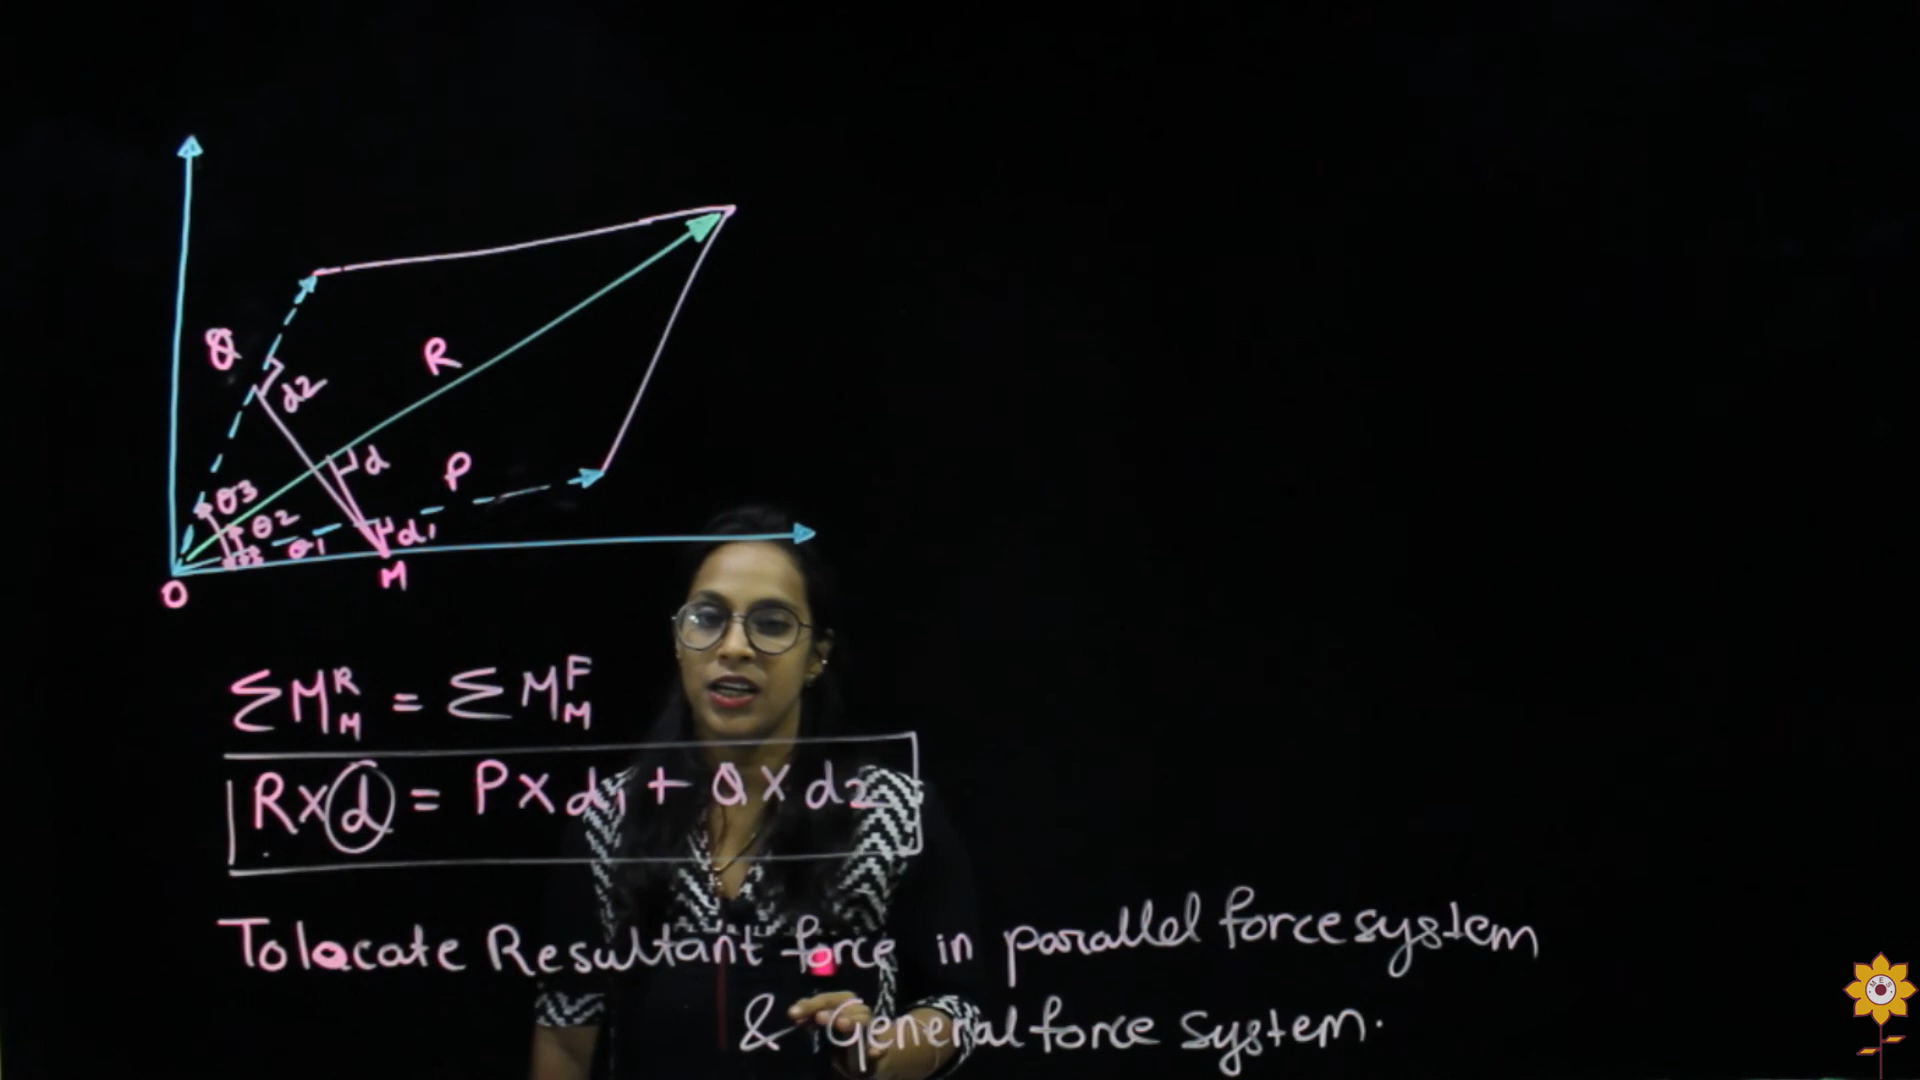 Q
R
d2
d
P
θ3
θ2
θ1
d1
O
M
ΣM^R_M = ΣM^F_M
R×d = P×d1 + Q×d2
To locate Resultant force in parallel force system
& General force system.
MES